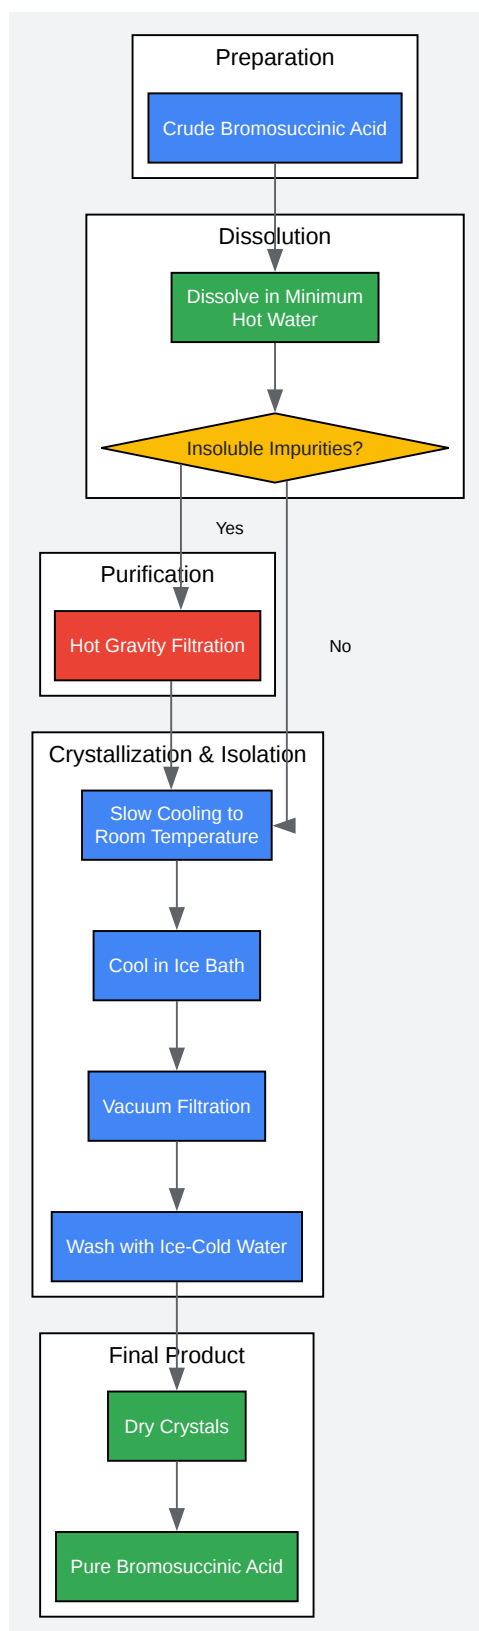 Preparation
Crude Bromosuccinic Acid
Dissolution
Dissolve in Minimum
Hot Water
Insoluble Impurities?
Yes
Purification
Hot Gravity Filtration
No
Crystallization & Isolation
Slow Cooling to
Room Temperature
Cool in Ice Bath
Vacuum Filtration
Wash with Ice-Cold Water
Final Product
Dry Crystals
Pure Bromosuccinic Acid